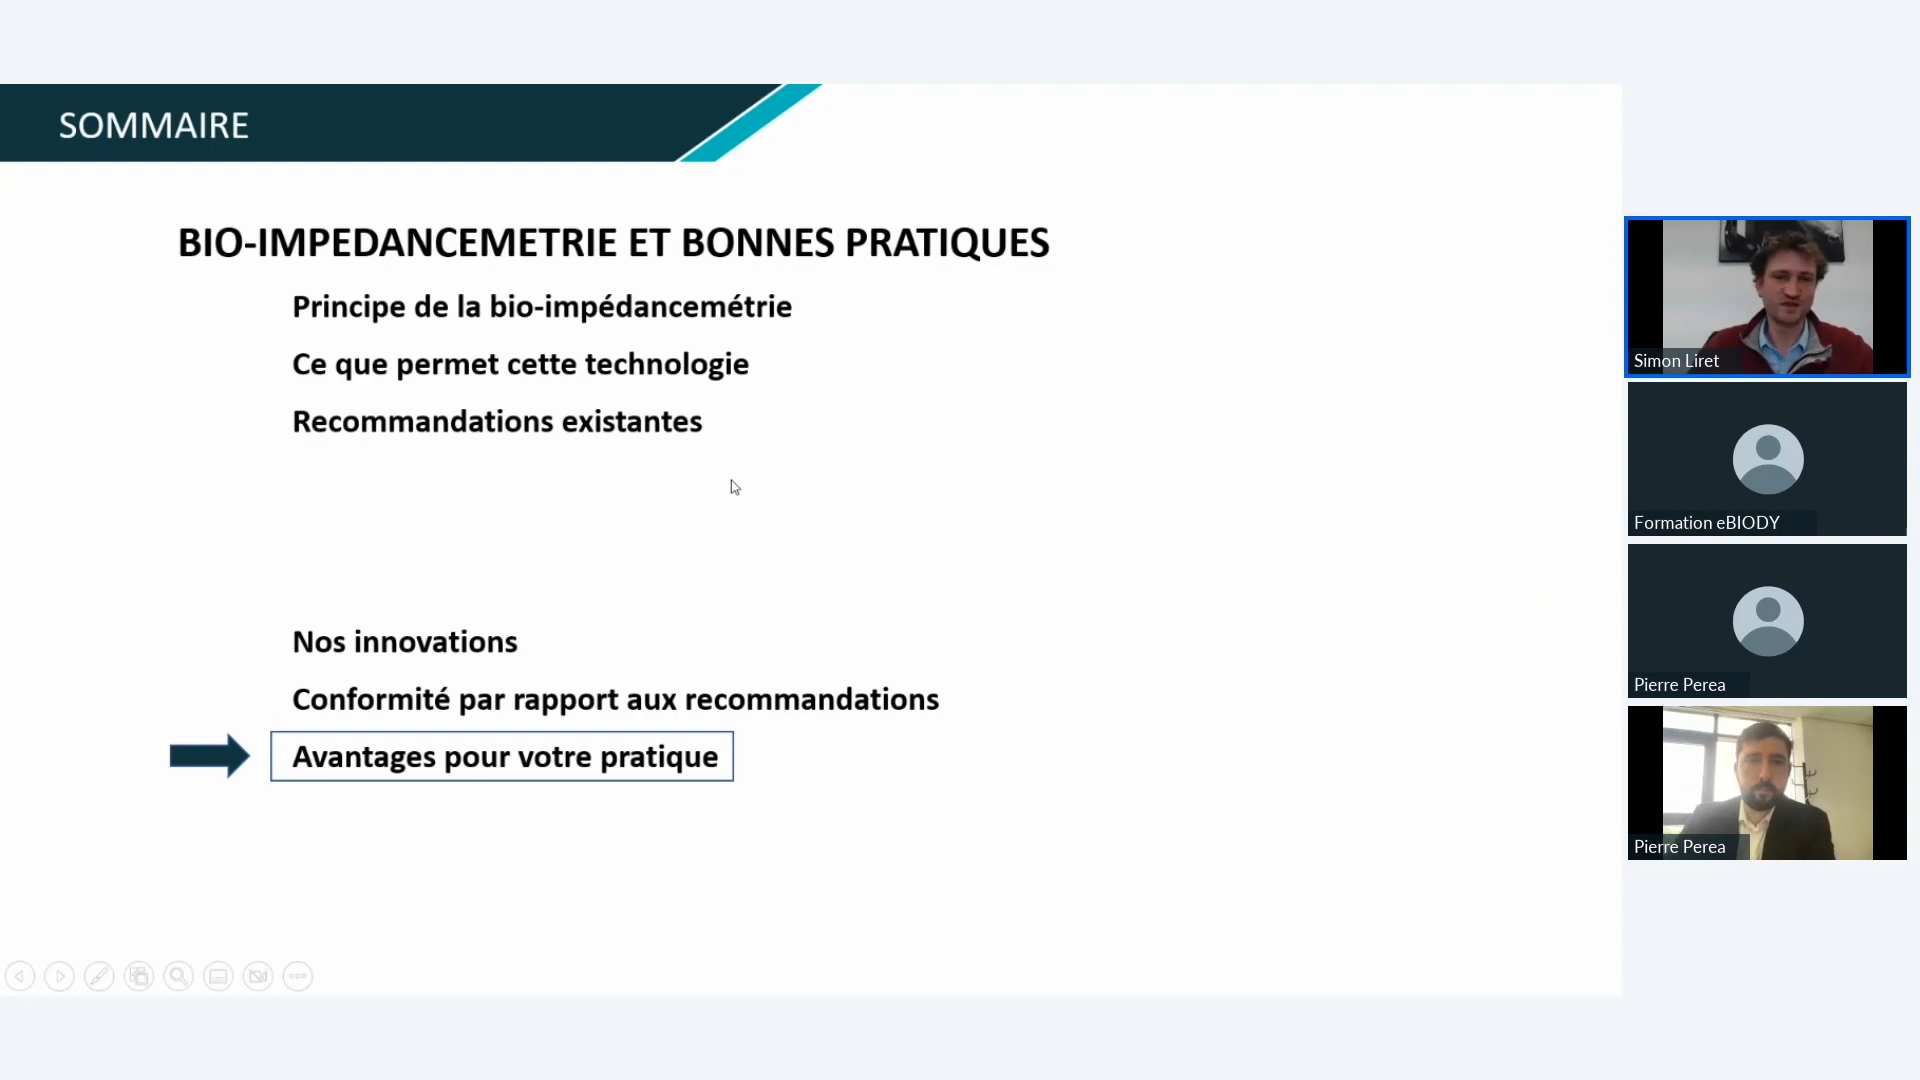 SOMMAIRE
BIO-IMPEDANCEMETRIE ET BONNES PRATIQUES
Principe de la bio-impédancemétrie
Ce que permet cette technologie
Recommandations existantes
Nos innovations
Conformité par rapport aux recommandations
Avantages pour votre pratique
Simon Liret
Formation eBIODY
Pierre Perea
Pierre Perea